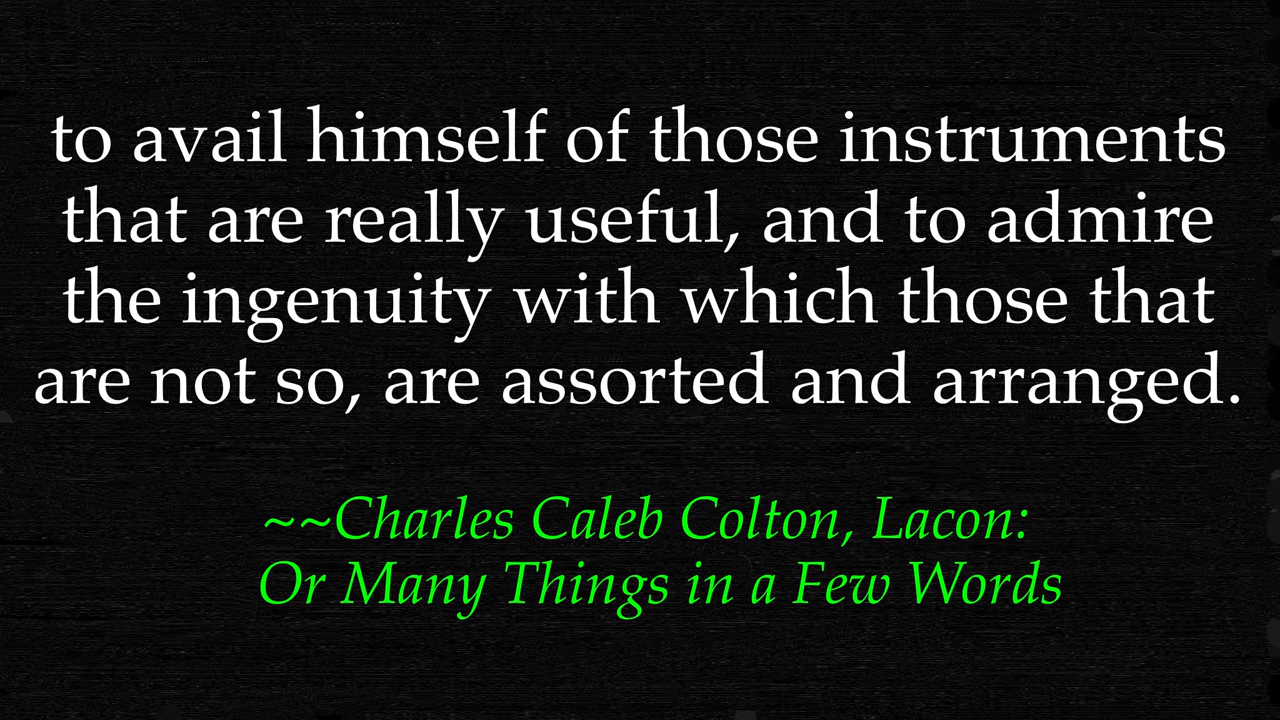 to avail himself of those instruments
that are really useful, and to admire
the ingenuity with which those that
are not so, are assorted and arranged.
~~Charles Caleb Colton, Lacon:
Or Many Things in a Few Words